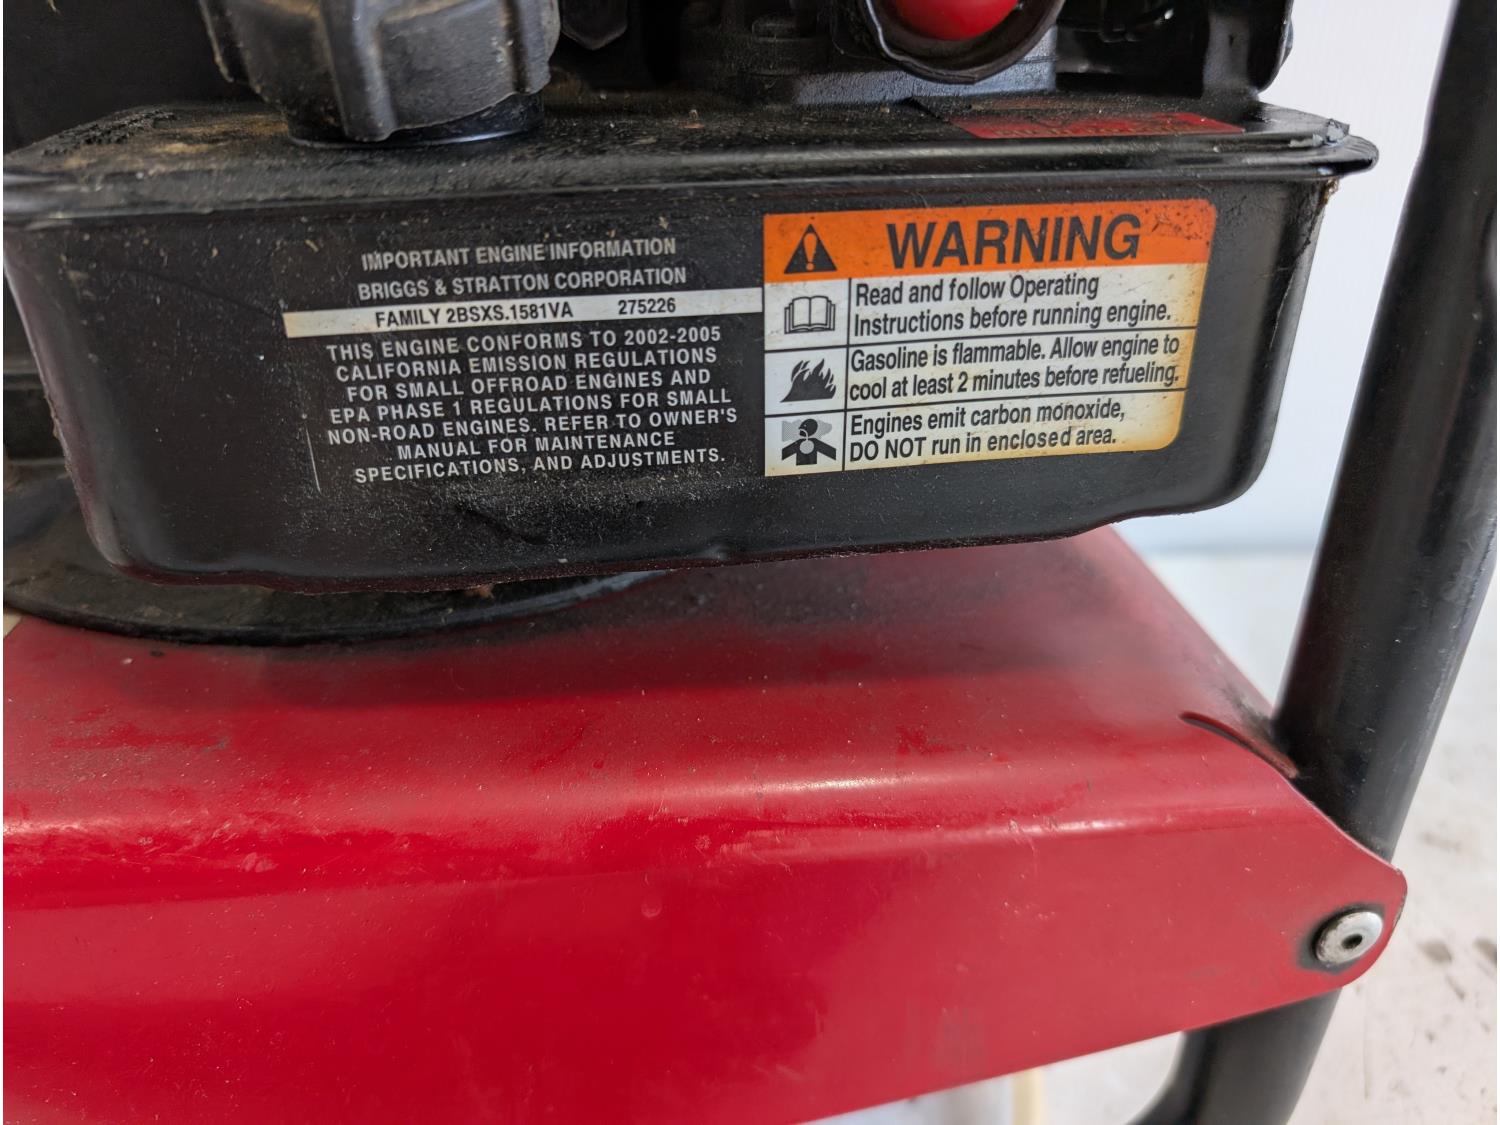 IMPORTANT ENGINE INFORMATION
BRIGGS & STRATTON CORPORATION
FAMILY 2BSXS.1581VA 275226
THIS ENGINE CONFORMS TO 2002-2005
CALIFORNIA EMISSION REGULATIONS
FOR SMALL OFFROAD ENGINES AND
EPA PHASE 1 REGULATIONS FOR SMALL
NON-ROAD ENGINES. REFER TO OWNER'S
MANUAL FOR MAINTENANCE
SPECIFICATIONS, AND ADJUSTMENTS.
WARNING
Read and follow Operating
Instructions before running engine.
Gasoline is flammable. Allow engine to
cool at least 2 minutes before refueling.
Engines emit carbon monoxide,
DO NOT run in enclosed area.